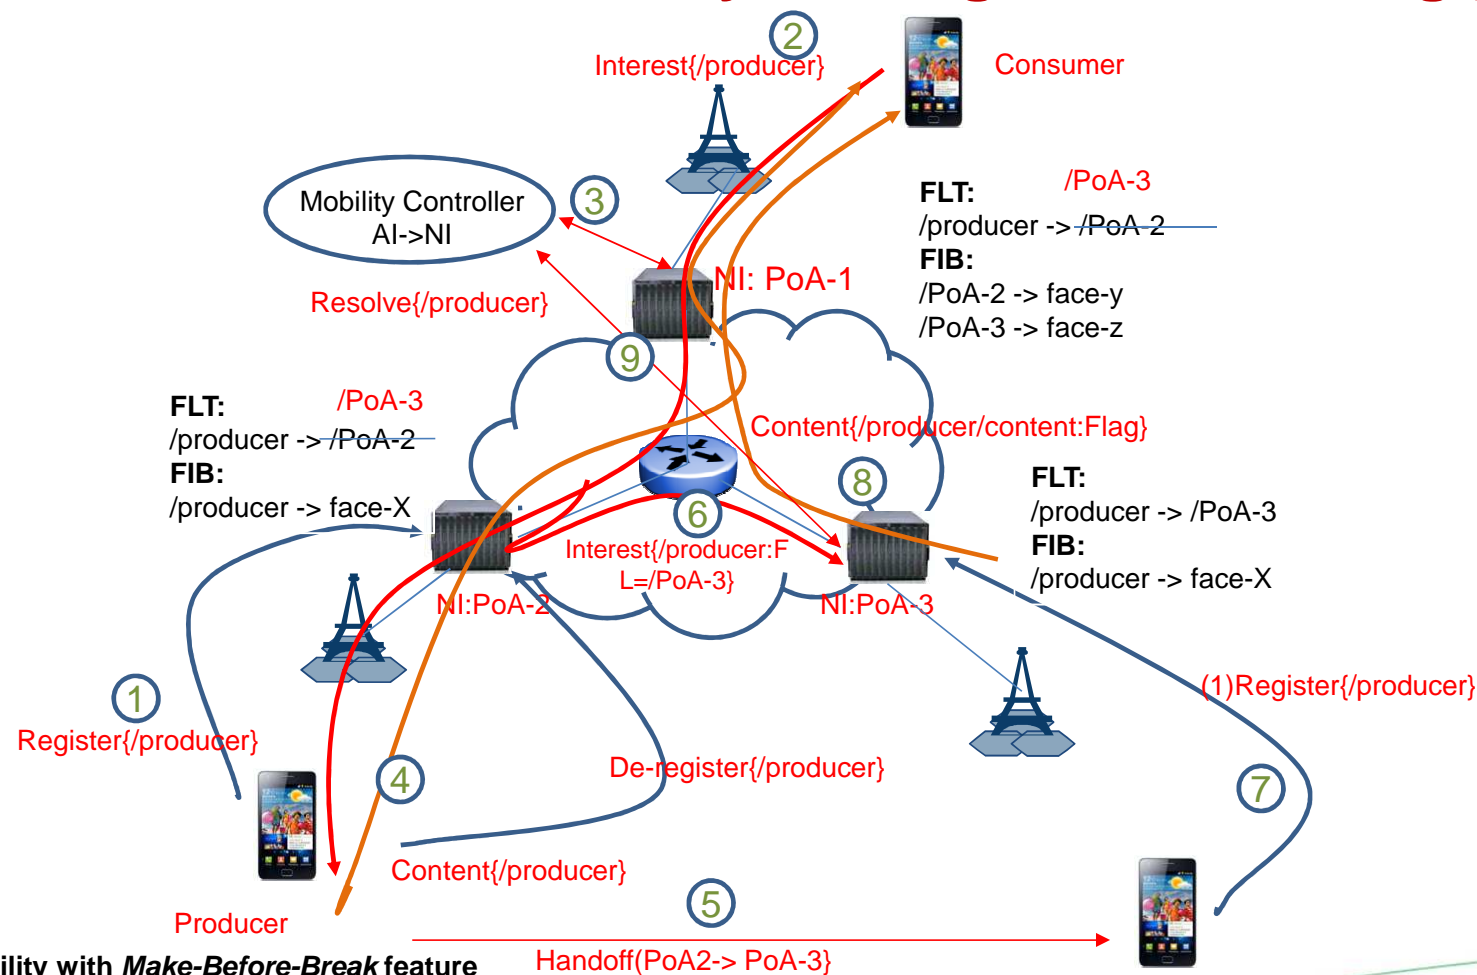 2
Interest{/producer}
Consumer
Mobility Controller
AI->NI
3
FLT:
/PoA-3
/producer -> /PoA-2
FIB:
/PoA-2 -> face-y
/PoA-3 -> face-z
NI: PoA-1
Resolve{/producer}
9
FLT:
/PoA-3
/producer -> /PoA-2
FIB:
/producer -> face-X
Content{/producer/content:Flag}
8
FLT:
/producer -> /PoA-3
FIB:
/producer -> face-X
6
Interest{/producer:F
L=/PoA-3}
NI:PoA-2
NI:PoA-3
1
Register{/producer}
(1)Register{/producer}
4
De-register{/producer}
7
Content{/producer}
5
Producer
Handoff(PoA2-> PoA-3}
ility with Make-Before-Break feature